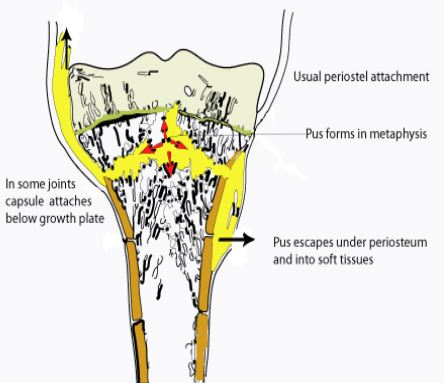 Usual periostel attachment
Pus forms in metaphysis
In some joints
capsule attaches
below growth plate
Pus escapes under periosteum
and into soft tissues